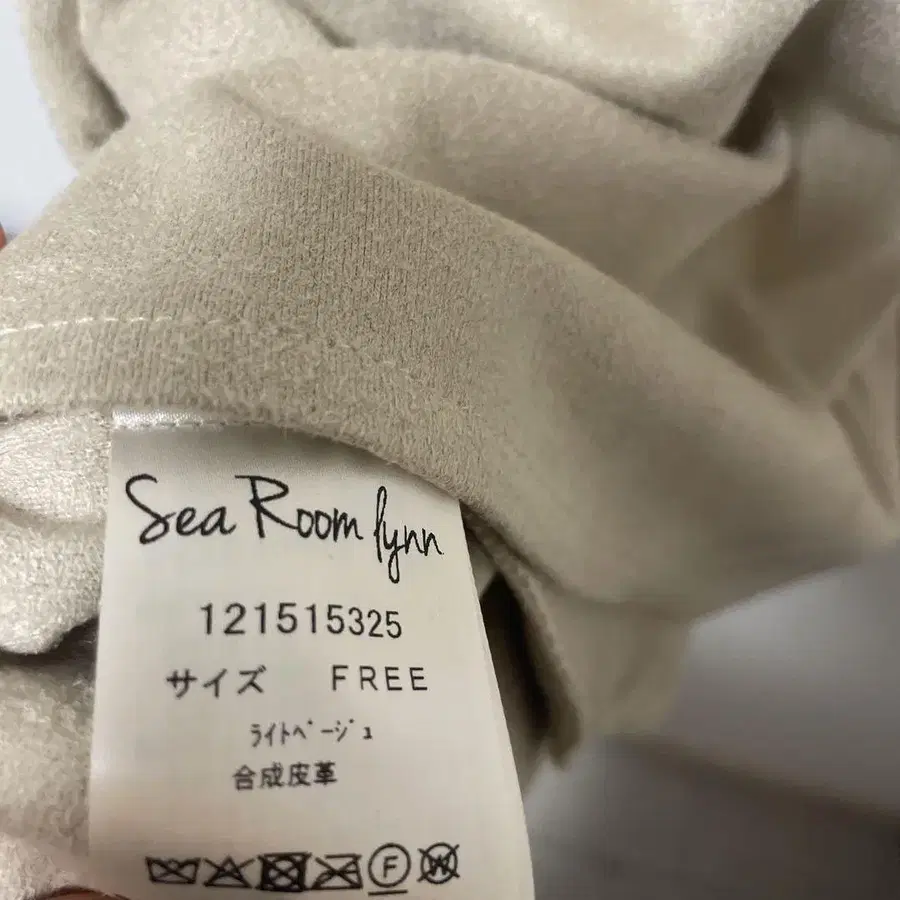 Sea Room lynn
121515325
サイズ FREE
ﾗｲﾄﾍﾞｰｼﾞｭ
合成皮革
F W